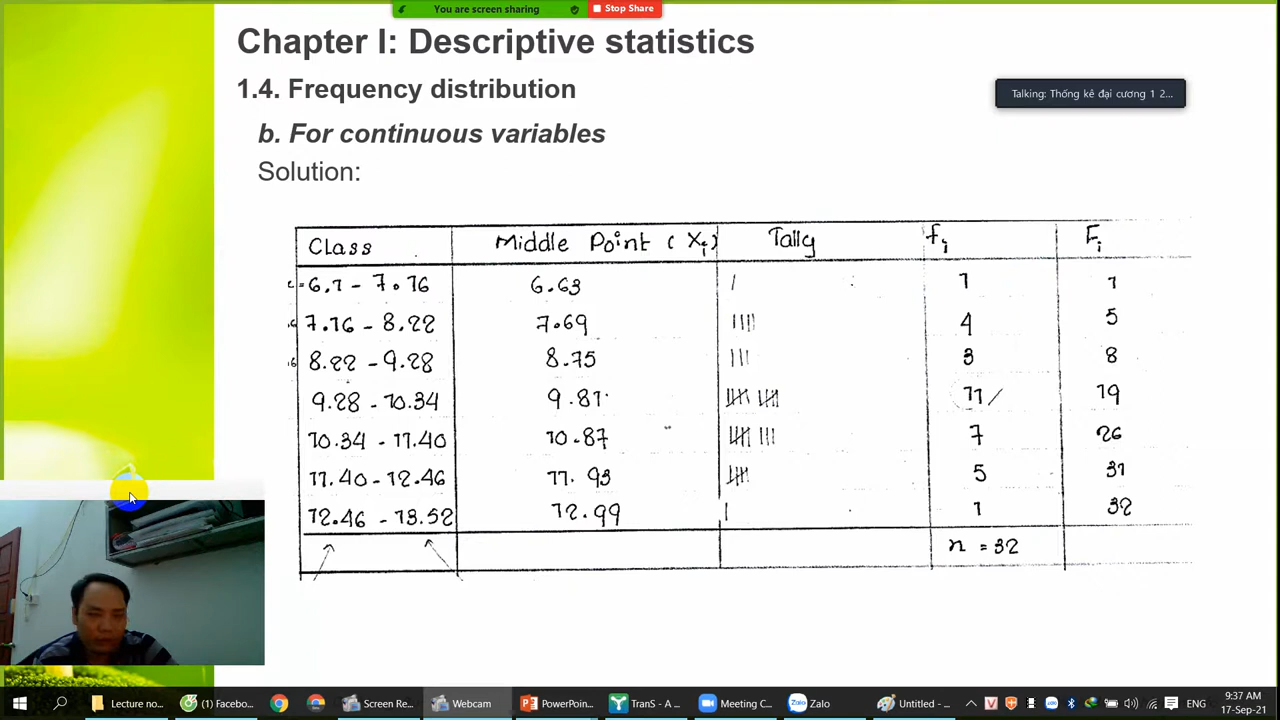 You are screen sharing
Stop Share
Chapter I: Descriptive statistics
1.4. Frequency distribution
Talking: Thống kê đại cương 1 2...
b. For continuous variables
Solution:
Class Middle Point (Xi) Tally fi Fi
6.1 - 7.16 6.63 1 1
7.16 - 8.22 7.69 4 5
8.22 - 9.28 8.75 3 8
9.28 - 10.34 9.81 11 19
10.34 - 11.40 10.87 7 26
11.40 - 12.46 11.93 5 31
12.46 - 13.52 12.99 1 32
n = 32
Lecture no...
(1) Facebo...
Screen Re...
Webcam
PowerPoint...
TranS - A ...
Meeting C...
Zalo
Untitled - ...
ENG
9:37 AM
17-Sep-21